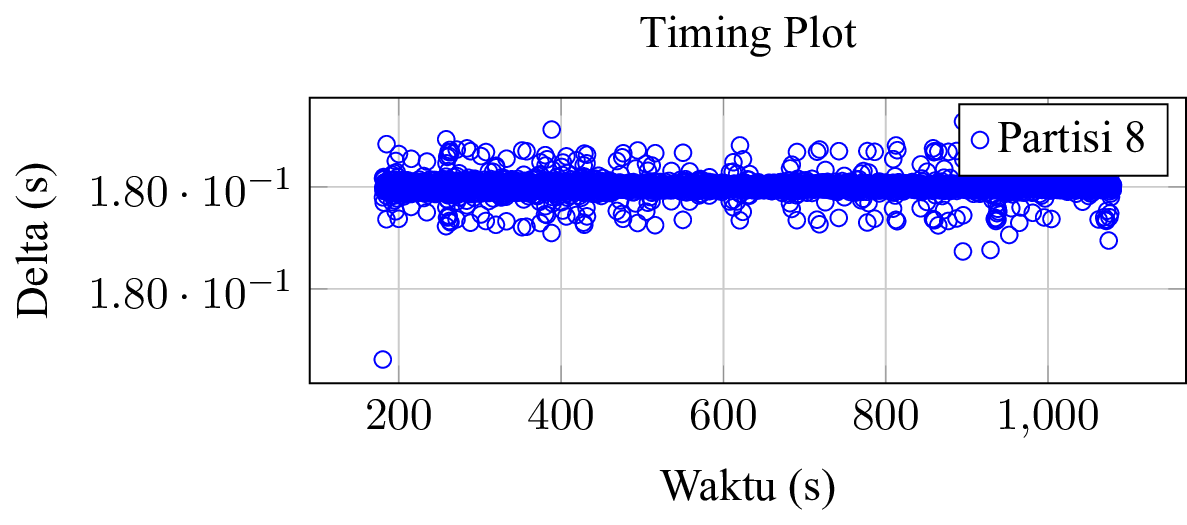 Timing Plot
Partisi 8
Delta (s)
1.80 · 10⁻¹
1.80 · 10⁻¹
200 400 600 800 1,000
Waktu (s)